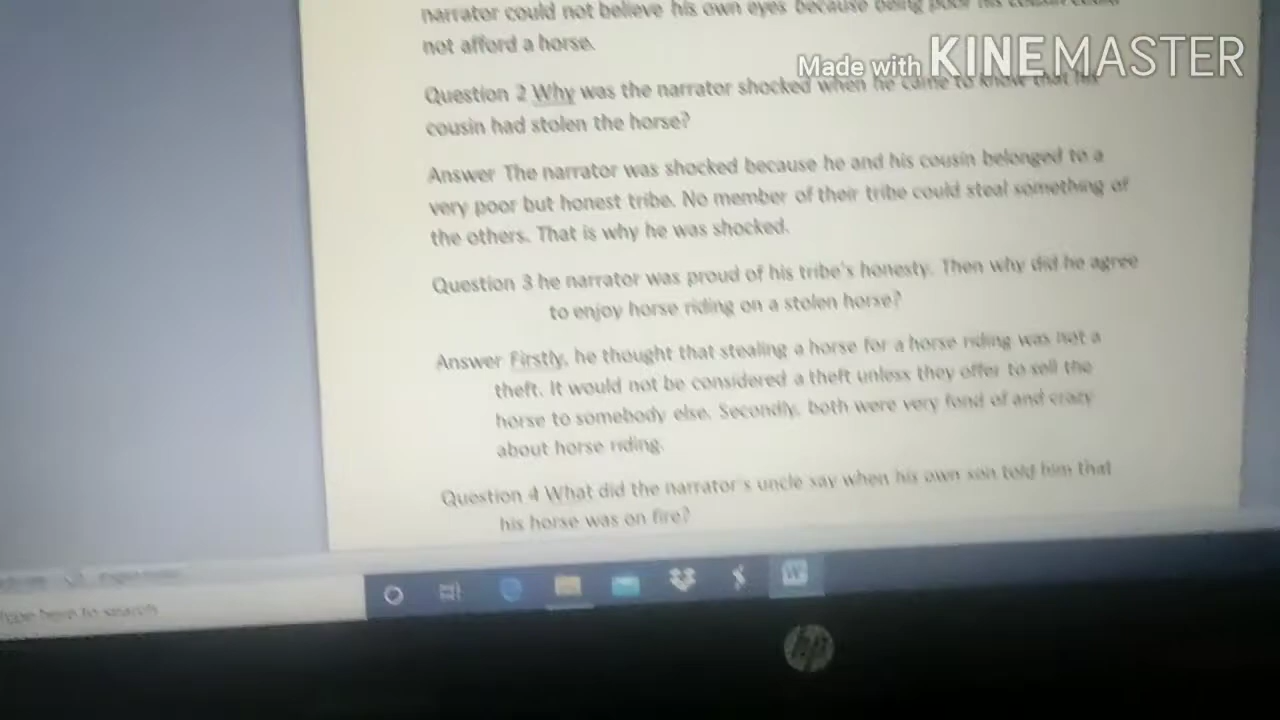 narrator could not believe his own eyes because being poor his cousin could
not afford a horse.
Made with KINEMASTER
Question 2 Why was the narrator shocked when he came to know that his
cousin had stolen the horse?
Answer The narrator was shocked because he and his cousin belonged to a
very poor but honest tribe. No member of their tribe could steal something of
the others. That is why he was shocked.
Question 3 he narrator was proud of his tribe's honesty. Then why did he agree
to enjoy horse riding on a stolen horse?
Answer Firstly, he thought that stealing a horse for a horse riding was not a
theft. It would not be considered a theft unless they offer to sell the
horse to somebody else. Secondly, both were very fond of and crazy
about horse riding.
Question 4 What did the narrator's uncle say when his own son told him that
his horse was on fire?
Type here to search
W
hp